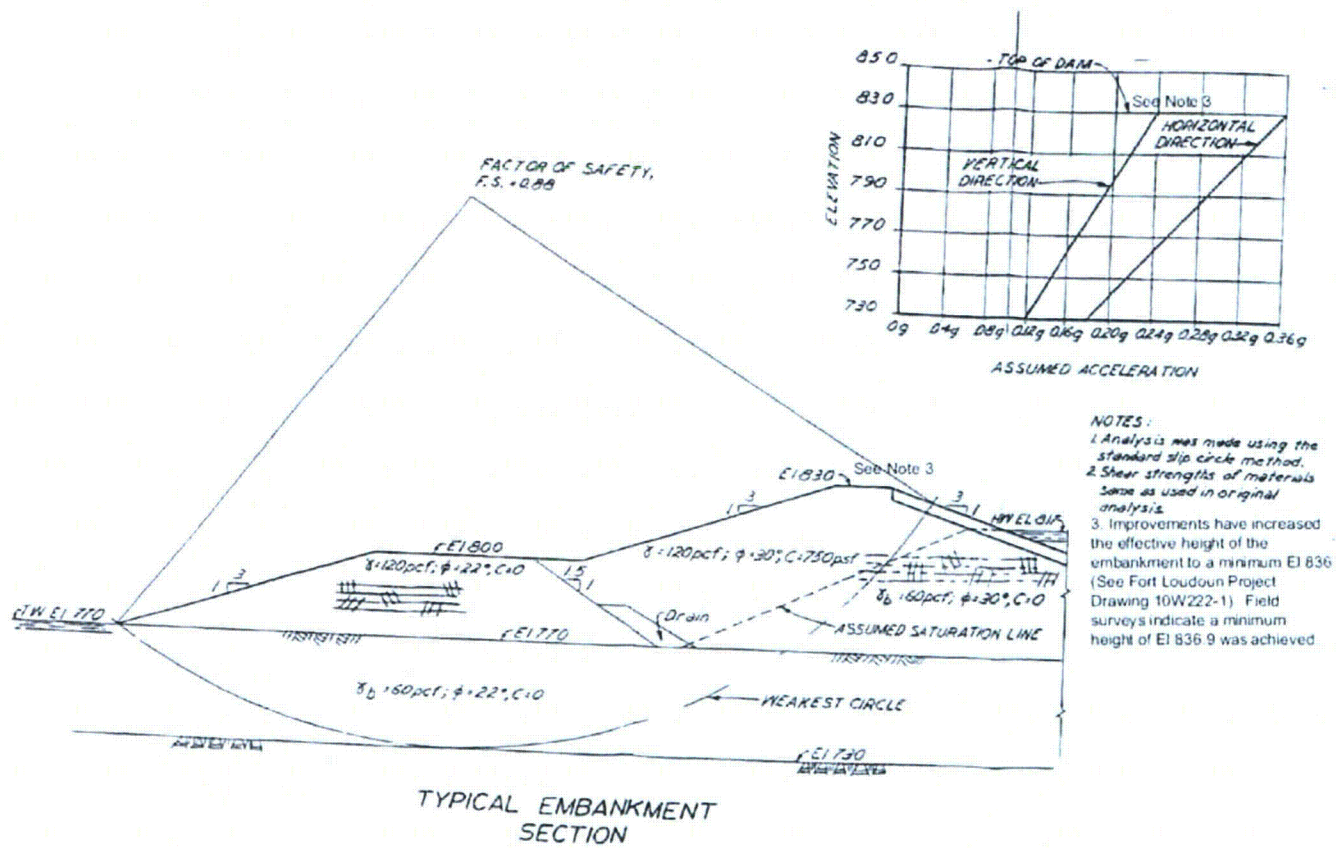 850
TOP OF DAM
830
See Note 3
HORIZONTAL
DIRECTION
810
VERTICAL
DIRECTION
790
770
750
730
ELEVATION
0g 0.4g 0.8g 0.12g 0.16g 0.20g 0.24g 0.28g 0.32g 0.36g
ASSUMED ACCELERATION
FACTOR OF SAFETY,
F.S. = 0.88
NOTES:
1. Analysis was made using the
standard slip circle method.
2. Shear strengths of materials
same as used in original
analysis.
3. Improvements have increased
the effective height of the
embankment to a minimum El 836
(See Fort Loudoun Project
Drawing 10W222-1) Field
surveys indicate a minimum
height of El 836.9 was achieved
El 830
See Note 3
3
1
3
1
HW EL 817
El 800
γ=120pcf; φ=22°, C=0
γ=120pcf; φ=30°, C=750psf
3
1
1.5
1
γb=60pcf; φ=30°, C=0
TW El 770
Drain
El 770
ASSUMED SATURATION LINE
γb=60pcf; φ=22°, C=0
WEAKEST CIRCLE
El 730
TYPICAL EMBANKMENT
SECTION